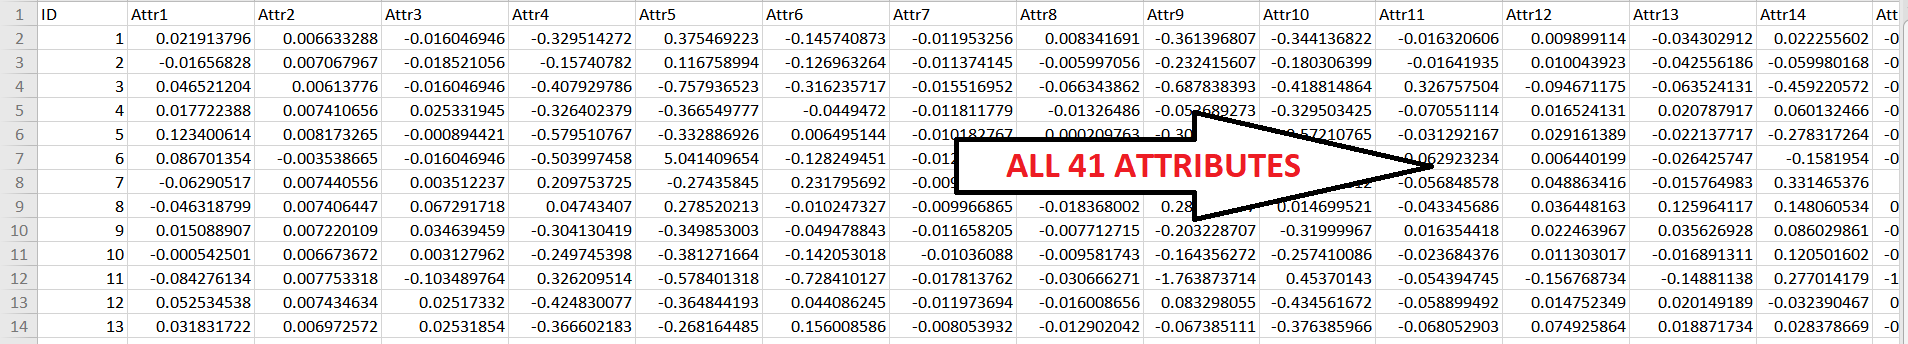 1 ID Attr1 Attr2 Attr3 Attr4 Attr5 Attr6 Attr7 Attr8 Attr9 Attr10 Attr11 Attr12 Attr13 Attr14 Att
2 1 0.021913796 0.006633288 -0.016046946 -0.329514272 0.375469223 -0.145740873 -0.011953256 0.008341691 -0.361396807 -0.344136822 -0.016320606 0.009899114 -0.034302912 0.022255602 -0
3 2 -0.01656828 0.007067967 -0.018521056 -0.15740782 0.116758994 -0.126963264 -0.011374145 -0.005997056 -0.232415607 -0.180306399 -0.01641935 0.010043923 -0.042556186 -0.059980168 -0
4 3 0.046521204 0.00613776 -0.016046946 -0.407929786 -0.757936523 -0.316235717 -0.015516952 -0.066343862 -0.687838393 -0.418814864 0.326757504 -0.094671175 -0.063524131 -0.459220572 -0
5 4 0.017722388 0.007410656 0.025331945 -0.326402379 -0.366549777 -0.0449472 -0.011811779 -0.01326486 -0.053689273 -0.329503425 -0.070551114 0.016524131 0.020787917 0.060132466 -0
6 5 0.123400614 0.008173265 -0.000894421 -0.579510767 -0.332886926 0.006495144 -0.010182767 0.000209763 -0.30 0.57210765 -0.031292167 0.029161389 -0.022137717 -0.278317264 -0
7 6 0.086701354 -0.003538665 -0.016046946 -0.503997458 5.041409654 -0.128249451 -0.012 0.062923234 0.006440199 -0.026425747 -0.1581954 -0
ALL 41 ATTRIBUTES
8 7 -0.06290517 0.007440556 0.003512237 0.209753725 -0.27435845 0.231795692 -0.009 -0.056848578 0.048863416 -0.015764983 0.331465376
9 8 -0.046318799 0.007406447 0.067291718 0.04743407 0.278520213 -0.010247327 -0.009966865 -0.018368002 0.28 0.014699521 -0.043345686 0.036448163 0.125964117 0.148060534 0
10 9 0.015088907 0.007220109 0.034639459 -0.304130419 -0.349853003 -0.049478843 -0.011658205 -0.007712715 -0.203228707 -0.31999967 0.016354418 0.022463967 0.035626928 0.086029861 -0
11 10 -0.000542501 0.006673672 0.003127962 -0.249745398 -0.381271664 -0.142053018 -0.01036088 -0.009581743 -0.164356272 -0.257410086 -0.023684376 0.011303017 -0.016891311 0.120501602 -0
12 11 -0.084276134 0.007753318 -0.103489764 0.326209514 -0.578401318 -0.728410127 -0.017813762 -0.030666271 -1.763873714 0.45370143 -0.054394745 -0.156768734 -0.14881138 0.277014179 -1
13 12 0.052534538 0.007434634 0.02517332 -0.424830077 -0.364844193 0.044086245 -0.011973694 -0.016008656 0.083298055 -0.434561672 -0.058899492 0.014752349 0.020149189 -0.032390467 0
14 13 0.031831722 0.006972572 0.02531854 -0.366602183 -0.268164485 0.156008586 -0.008053932 -0.012902042 -0.067385111 -0.376385966 -0.068052903 0.074925864 0.018871734 0.028378669 -0